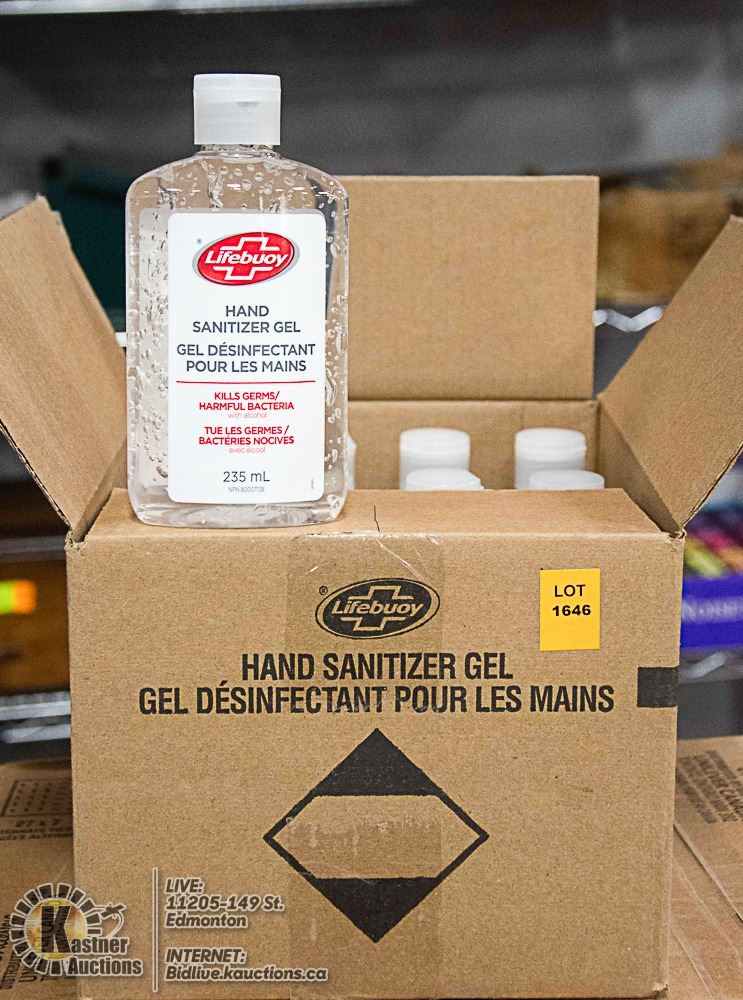 Lifebuoy
HAND
SANITIZER GEL
GEL DÉSINFECTANT
POUR LES MAINS
KILLS GERMS/
HARMFUL BACTERIA
with alcohol
TUE LES GERMES /
BACTÉRIES NOCIVES
avec alcool
235 mL
NPN 80007138
Lifebuoy
LOT
1646
HAND SANITIZER GEL
GEL DÉSINFECTANT POUR LES MAINS
Kastner
Auctions
LIVE:
11205-149 St.
Edmonton
INTERNET:
Bidlive.kauctions.ca